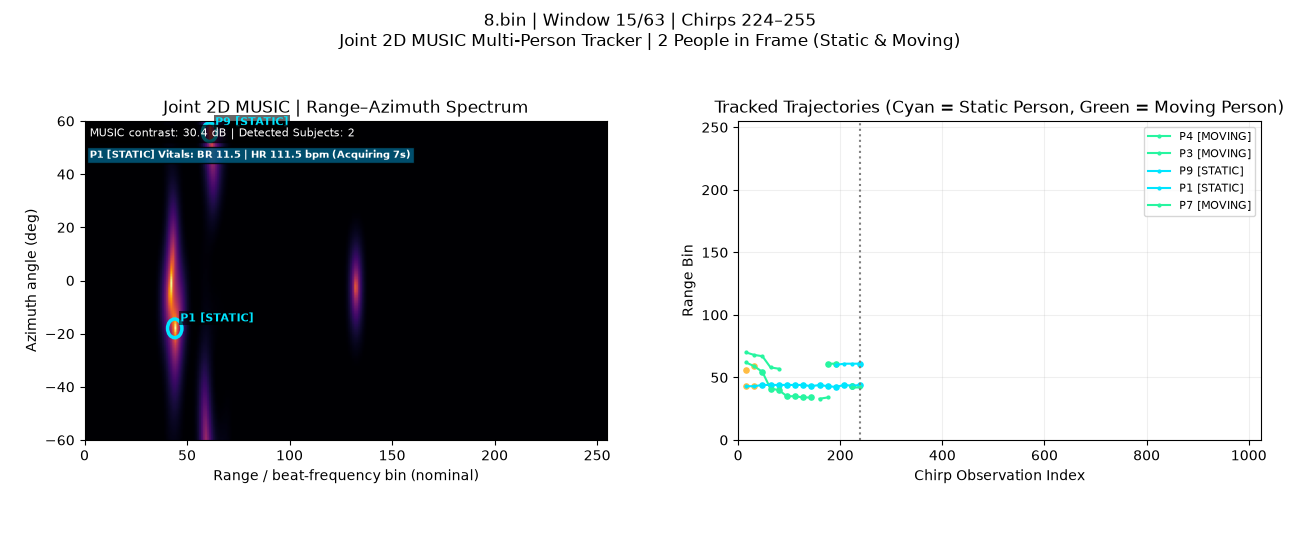 8.bin | Window 15/63 | Chirps 224–255
Joint 2D MUSIC Multi-Person Tracker | 2 People in Frame (Static & Moving)
Joint 2D MUSIC | Range–Azimuth Spectrum
P9 [STATIC]
MUSIC contrast: 30.4 dB | Detected Subjects: 2
P1 [STATIC] Vitals: BR 11.5 | HR 111.5 bpm (Acquiring 7s)
P1 [STATIC]
60
40
20
0
−20
−40
−60
Azimuth angle (deg)
0 50 100 150 200 250
Range / beat-frequency bin (nominal)
Tracked Trajectories (Cyan = Static Person, Green = Moving Person)
P4 [MOVING]
P3 [MOVING]
P9 [STATIC]
P1 [STATIC]
P7 [MOVING]
250
200
150
100
50
0
Range Bin
0 200 400 600 800 1000
Chirp Observation Index